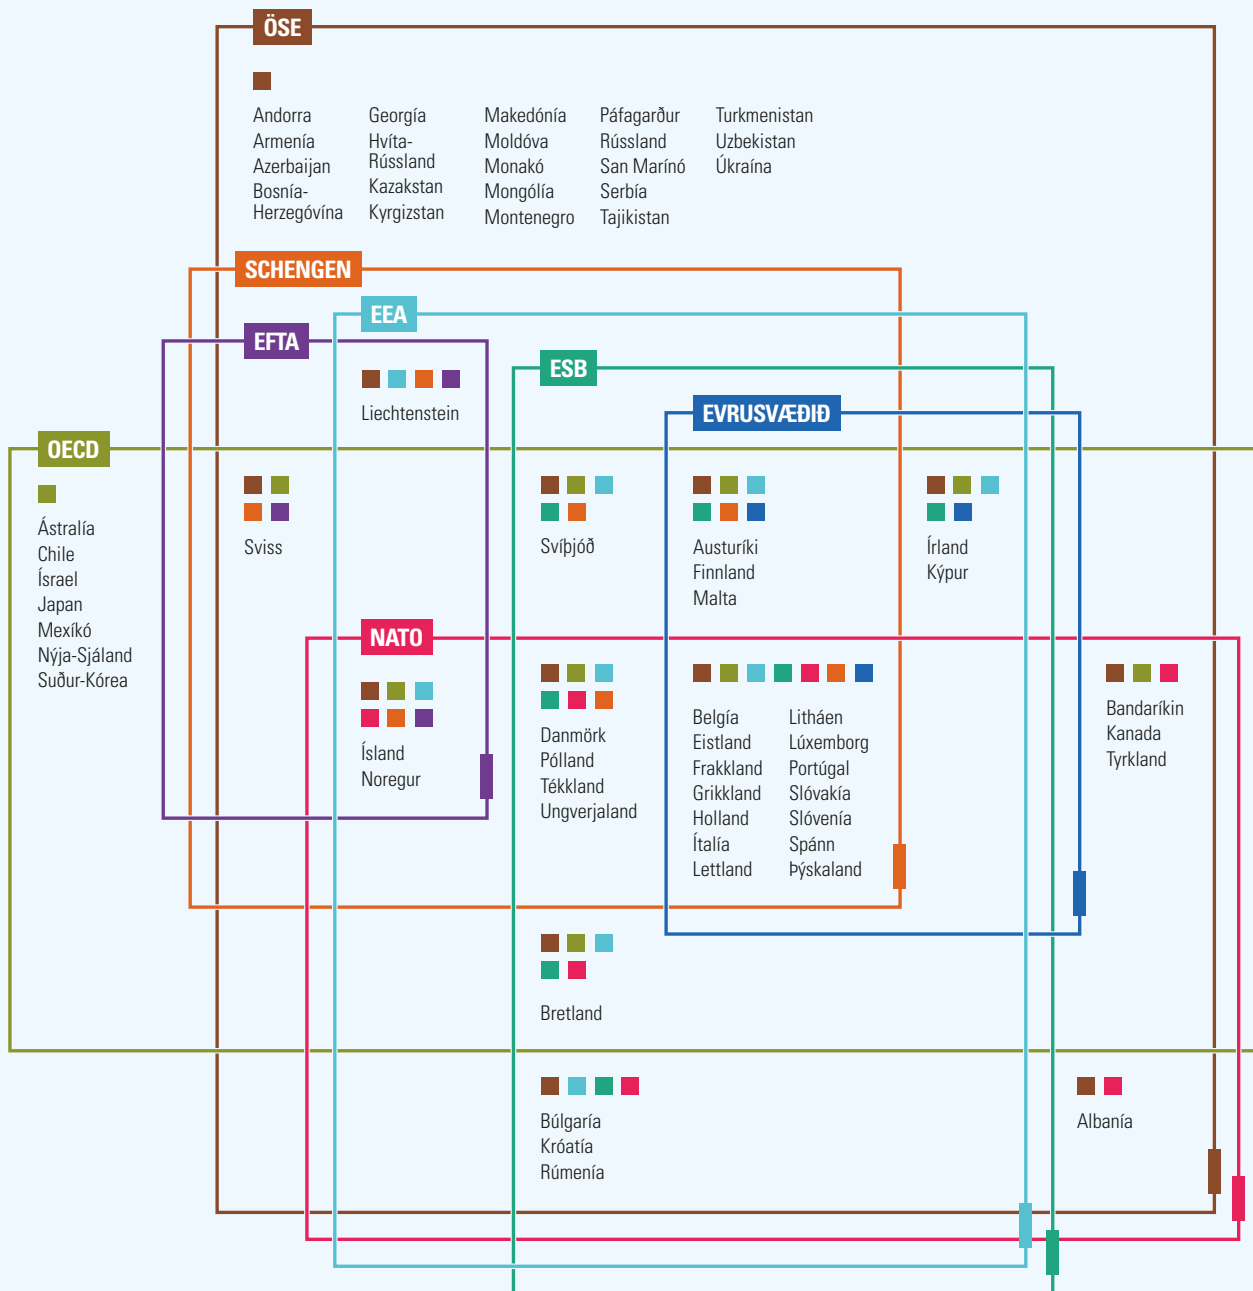 ÖSE
Andorra
Armenía
Azerbaijan
Bosnía-
Herzegóvína
Georgía
Hvíta-
Rússland
Kazakstan
Kyrgizstan
Makedónía
Moldóva
Monakó
Mongólía
Montenegro
Páfagarður
Rússland
San Marínó
Serbía
Tajikistan
Turkmenistan
Uzbekistan
Úkraína
SCHENGEN
EEA
EFTA
Liechtenstein
ESB
EVRUSVÆÐIÐ
OECD
Ástralía
Chile
Ísrael
Japan
Mexíkó
Nýja-Sjáland
Suður-Kórea
Sviss
Svíþjóð
Austuríki
Finnland
Malta
Írland
Kýpur
NATO
Ísland
Noregur
Danmörk
Pólland
Tékkland
Ungverjaland
Belgía
Eistland
Frakkland
Grikkland
Holland
Ítalía
Lettland
Litháen
Lúxemborg
Portúgal
Slóvakía
Slóvenía
Spánn
Þýskaland
Bandaríkin
Kanada
Tyrkland
Bretland
Búlgaría
Króatía
Rúmenía
Albanía